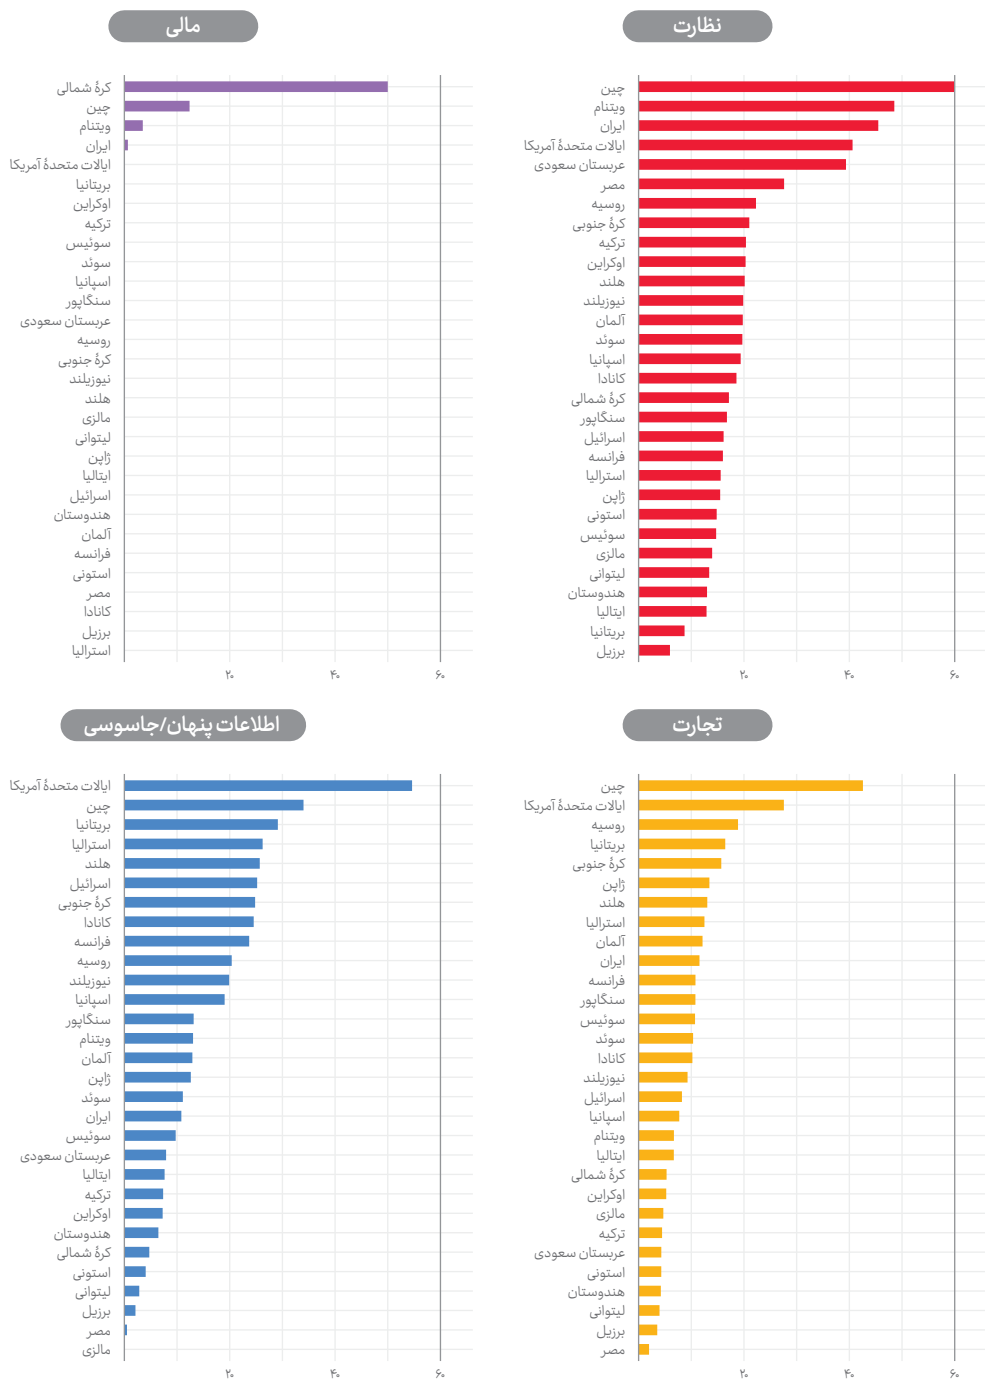 نظارت
چین
ویتنام
ایران
ایالات متحدهٔ آمریکا
عربستان سعودی
مصر
روسیه
کرهٔ جنوبی
ترکیه
اوکراین
هلند
نیوزیلند
آلمان
سوئد
اسپانیا
کانادا
کرهٔ شمالی
سنگاپور
اسرائیل
فرانسه
استرالیا
ژاپن
استونی
سوئیس
مالزی
لیتوانی
هندوستان
ایتالیا
بریتانیا
برزیل
۲۰ ۴۰ ۶۰
مالی
کرهٔ شمالی
چین
ویتنام
ایران
ایالات متحدهٔ آمریکا
بریتانیا
اوکراین
ترکیه
سوئیس
سوئد
اسپانیا
سنگاپور
عربستان سعودی
روسیه
کرهٔ جنوبی
نیوزیلند
هلند
مالزی
لیتوانی
ژاپن
ایتالیا
اسرائیل
هندوستان
آلمان
فرانسه
استونی
مصر
کانادا
برزیل
استرالیا
۲۰ ۴۰ ۶۰
تجارت
چین
ایالات متحدهٔ آمریکا
روسیه
بریتانیا
کرهٔ جنوبی
ژاپن
هلند
استرالیا
آلمان
ایران
فرانسه
سنگاپور
سوئیس
سوئد
کانادا
نیوزیلند
اسرائیل
اسپانیا
ویتنام
ایتالیا
کرهٔ شمالی
اوکراین
مالزی
ترکیه
عربستان سعودی
استونی
هندوستان
لیتوانی
برزیل
مصر
۲۰ ۴۰ ۶۰
اطلاعات پنهان/جاسوسی
ایالات متحدهٔ آمریکا
چین
بریتانیا
استرالیا
هلند
اسرائیل
کرهٔ جنوبی
کانادا
فرانسه
روسیه
نیوزیلند
اسپانیا
سنگاپور
ویتنام
آلمان
ژاپن
سوئد
ایران
سوئیس
عربستان سعودی
ایتالیا
ترکیه
اوکراین
هندوستان
کرهٔ شمالی
استونی
لیتوانی
برزیل
مصر
مالزی
۲۰ ۴۰ ۶۰